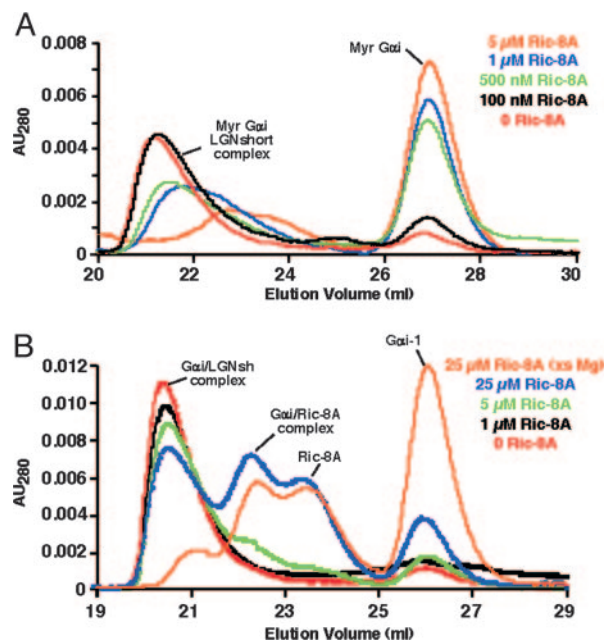 A
0.008
0.006
0.004
0.002
0
AU280
Myr Gαi
LGNshort
complex
Myr Gαi
5 µM Ric-8A
1 µM Ric-8A
500 nM Ric-8A
100 nM Ric-8A
0 Ric-8A
20 22 24 26 28 30
Elution Volume (ml)
B
0.012
0.010
0.008
0.006
0.004
0.002
0
AU280
Gαi/LGNsh
complex
Gαi/Ric-8A
complex
Ric-8A
Gαi-1
25 µM Ric-8A (xs Mg)
25 µM Ric-8A
5 µM Ric-8A
1 µM Ric-8A
0 Ric-8A
19 21 23 25 26 29
Elution Volume (ml)